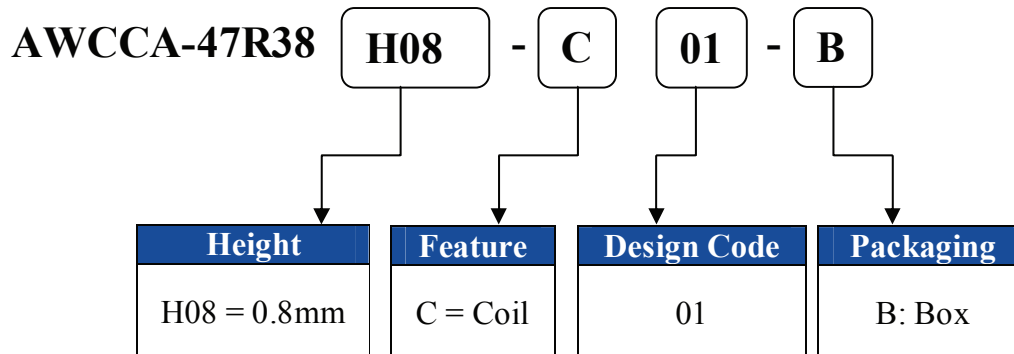 AWCCA-47R38 H08 - C 01 - B
Height Feature Design Code Packaging
H08 = 0.8mm C = Coil 01 B: Box